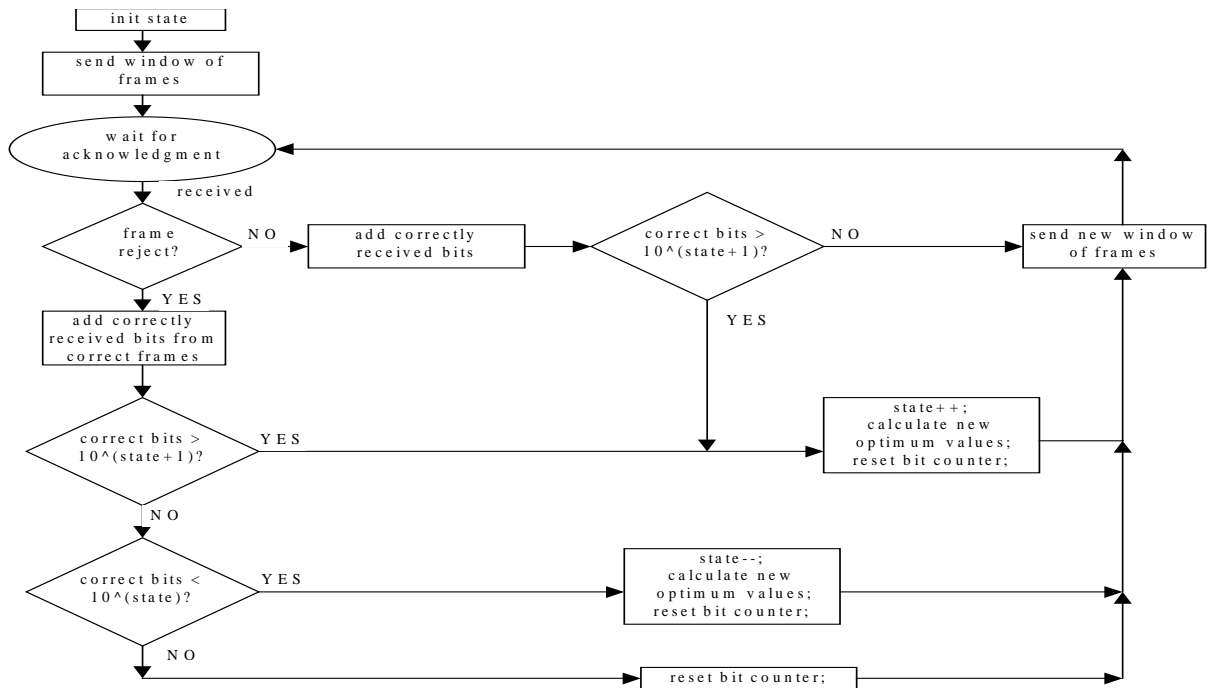 init state
send window of
frames
wait for
acknowledgment
received
frame
reject?
NO
add correctly
received bits
correct bits >
10^(state+1)?
NO
send new window
of frames
YES
YES
add correctly
received bits from
correct frames
correct bits >
10^(state+1)?
YES
state++;
calculate new
optimum values;
reset bit counter;
NO
correct bits <
10^(state)?
YES
state--;
calculate new
optimum values;
reset bit counter;
NO
reset bit counter;